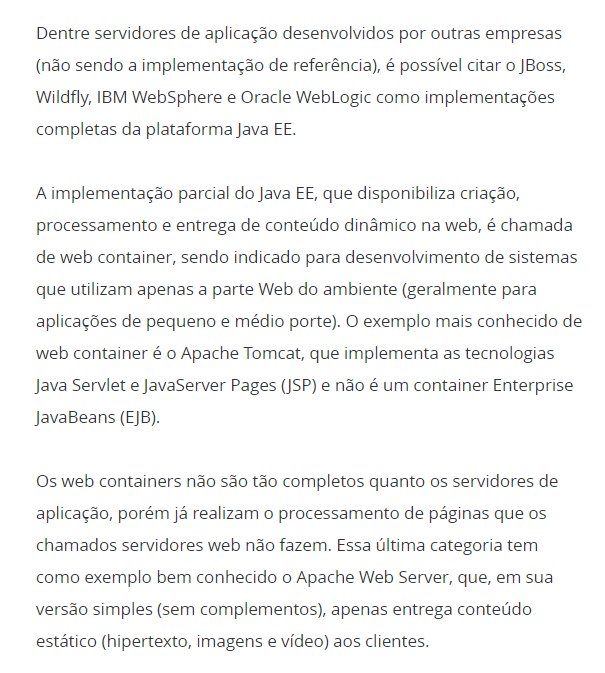 Dentre servidores de aplicação desenvolvidos por outras empresas
(não sendo a implementação de referência), é possível citar o JBoss,
Wildfly, IBM WebSphere e Oracle WebLogic como implementações
completas da plataforma Java EE.
A implementação parcial do Java EE, que disponibiliza criação,
processamento e entrega de conteúdo dinâmico na web, é chamada
de web container, sendo indicado para desenvolvimento de sistemas
que utilizam apenas a parte Web do ambiente (geralmente para
aplicações de pequeno e médio porte). O exemplo mais conhecido de
web container é o Apache Tomcat, que implementa as tecnologias
Java Servlet e JavaServer Pages (JSP) e não é um container Enterprise
JavaBeans (EJB).
Os web containers não são tão completos quanto os servidores de
aplicação, porém já realizam o processamento de páginas que os
chamados servidores web não fazem. Essa última categoria tem
como exemplo bem conhecido o Apache Web Server, que, em sua
versão simples (sem complementos), apenas entrega conteúdo
estático (hipertexto, imagens e vídeo) aos clientes.